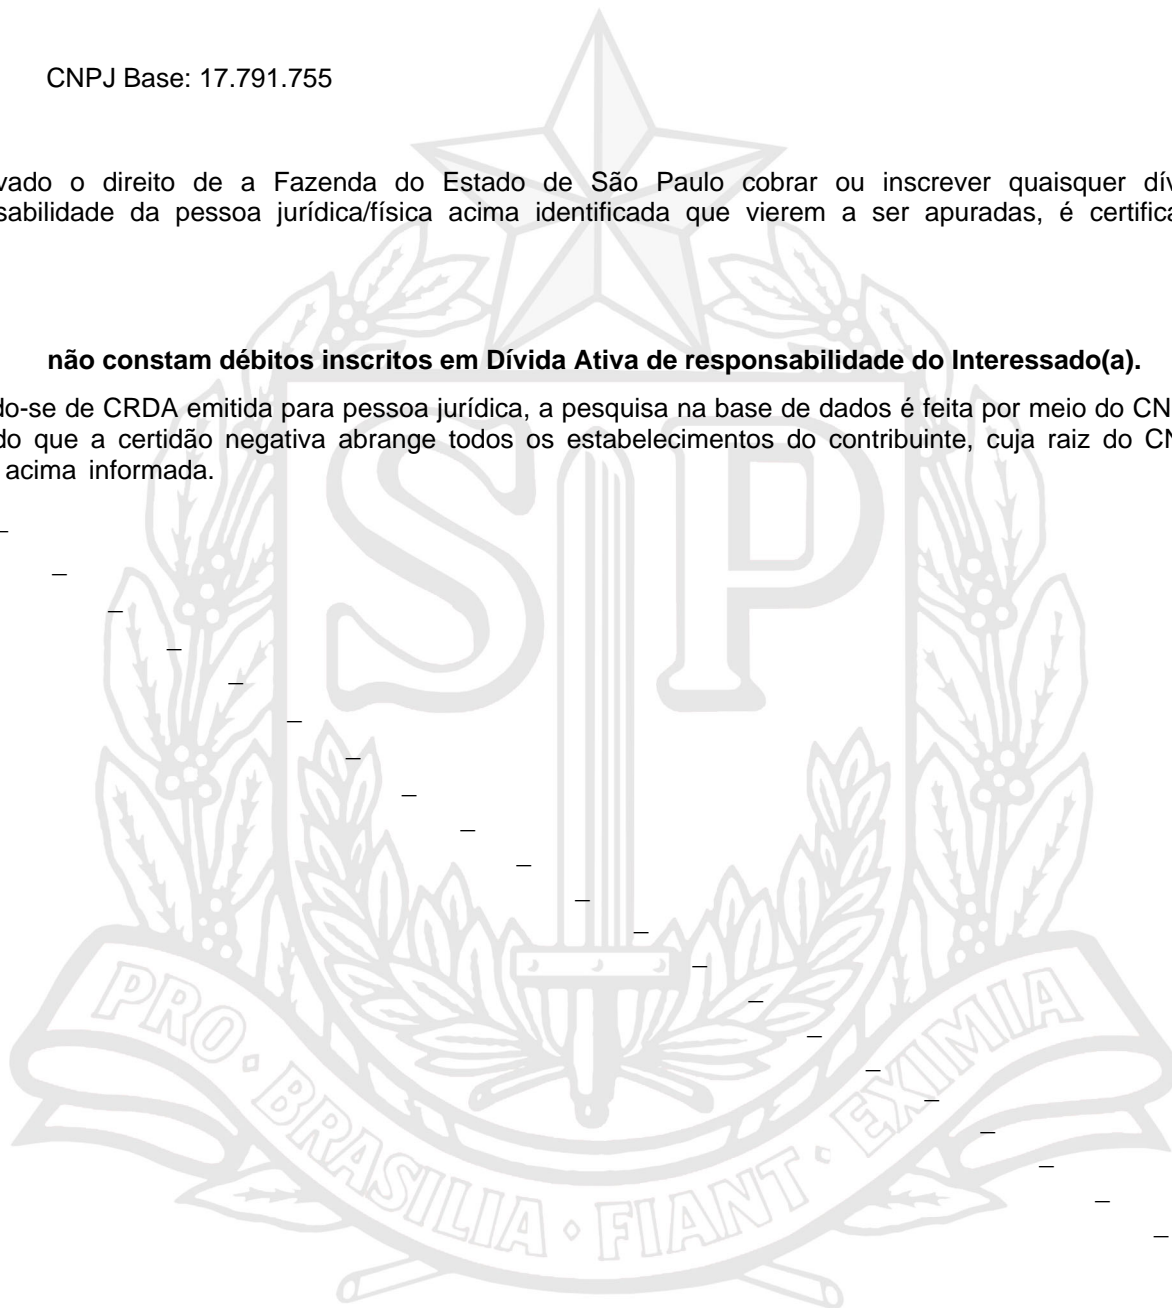 CNPJ Base: 17.791.755
vado o direito de a Fazenda do Estado de São Paulo cobrar ou inscrever quaisquer dív
sabilidade da pessoa jurídica/física acima identificada que vierem a ser apuradas, é certifica
não constam débitos inscritos em Dívida Ativa de responsabilidade do Interessado(a).
do-se de CRDA emitida para pessoa jurídica, a pesquisa na base de dados é feita por meio do CN
do que a certidão negativa abrange todos os estabelecimentos do contribuinte, cuja raiz do CN
acima informada.
SP
PRO • BRASILIA • FIANT • EXIMIA